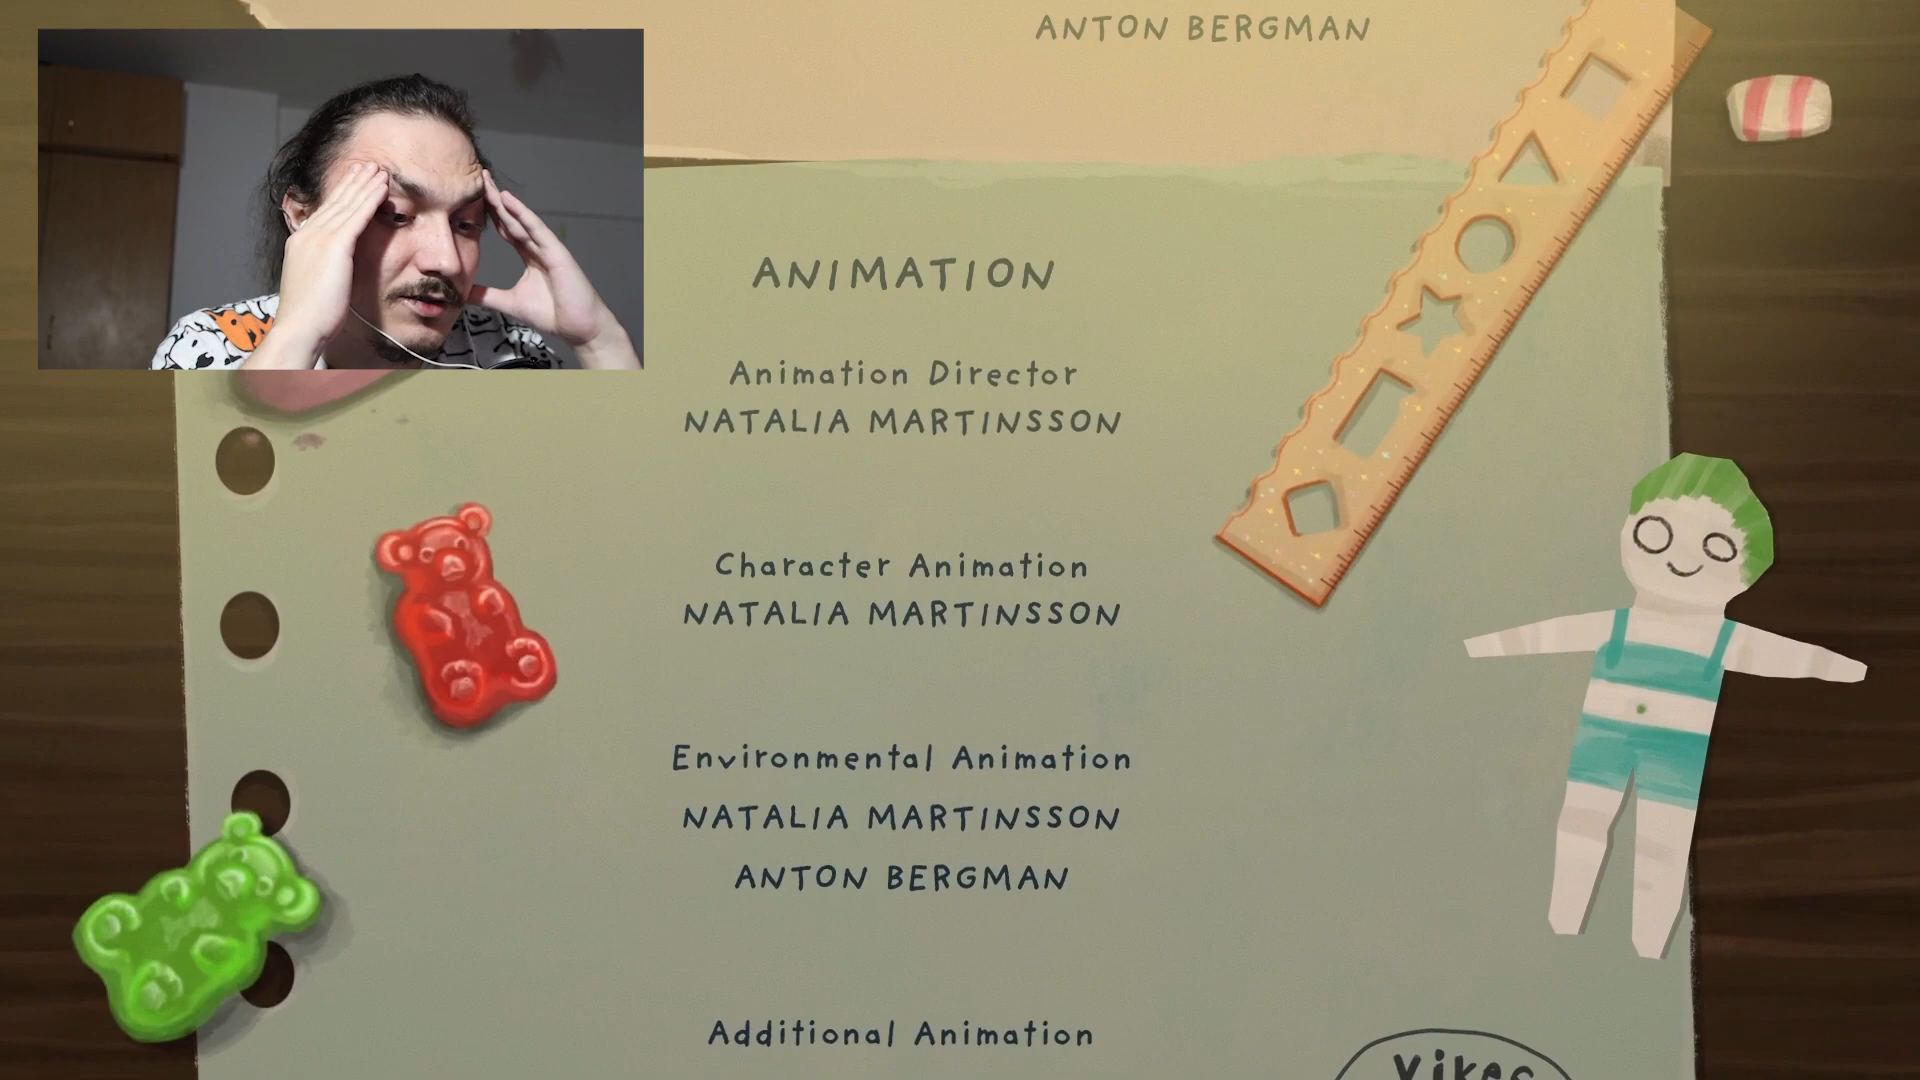 ANTON BERGMAN
ANIMATION
Animation Director
NATALIA MARTINSSON
Character Animation
NATALIA MARTINSSON
Environmental Animation
NATALIA MARTINSSON
ANTON BERGMAN
Additional Animation
Yikes